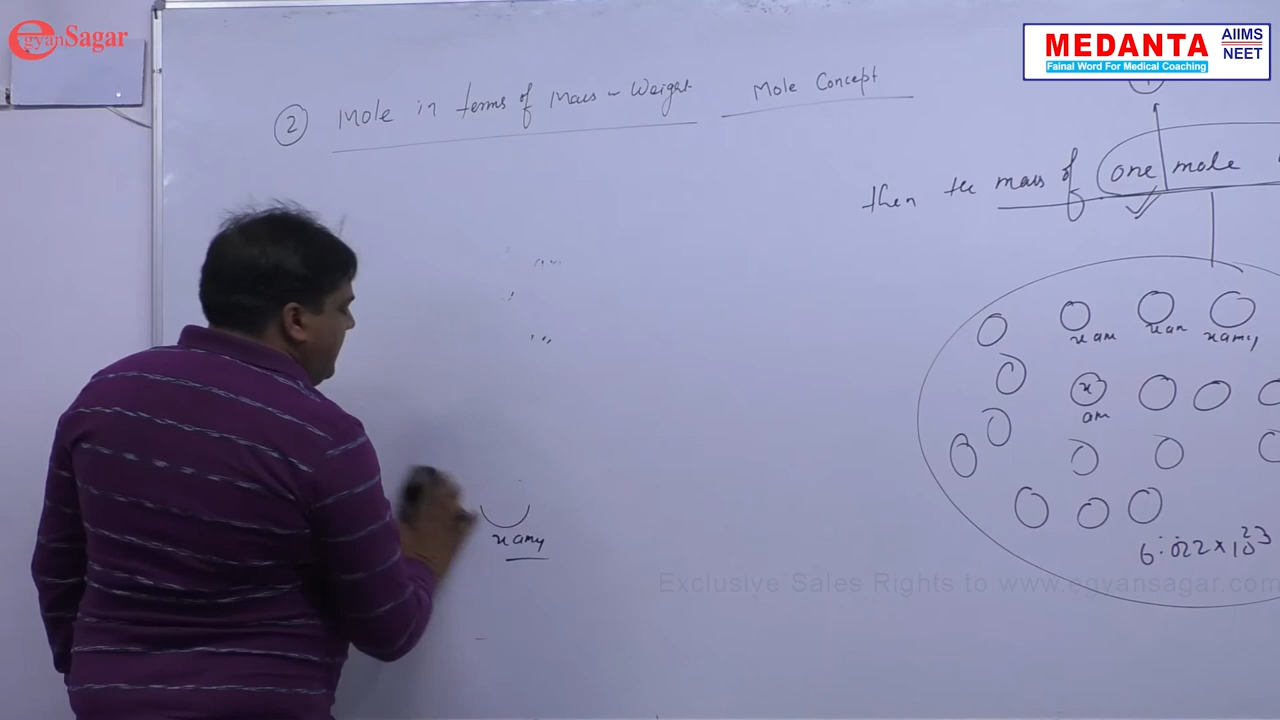 egyanSagar
MEDANTA AIIMS NEET
Fainal Word For Medical Coaching
② Mole in terms of Mass ~ Weight Mole Concept
1
then the mass of one mole
x am x am x amu
x
am
6.022 x 10^23
x amu
Exclusive Sales Rights to www.egyansagar.com